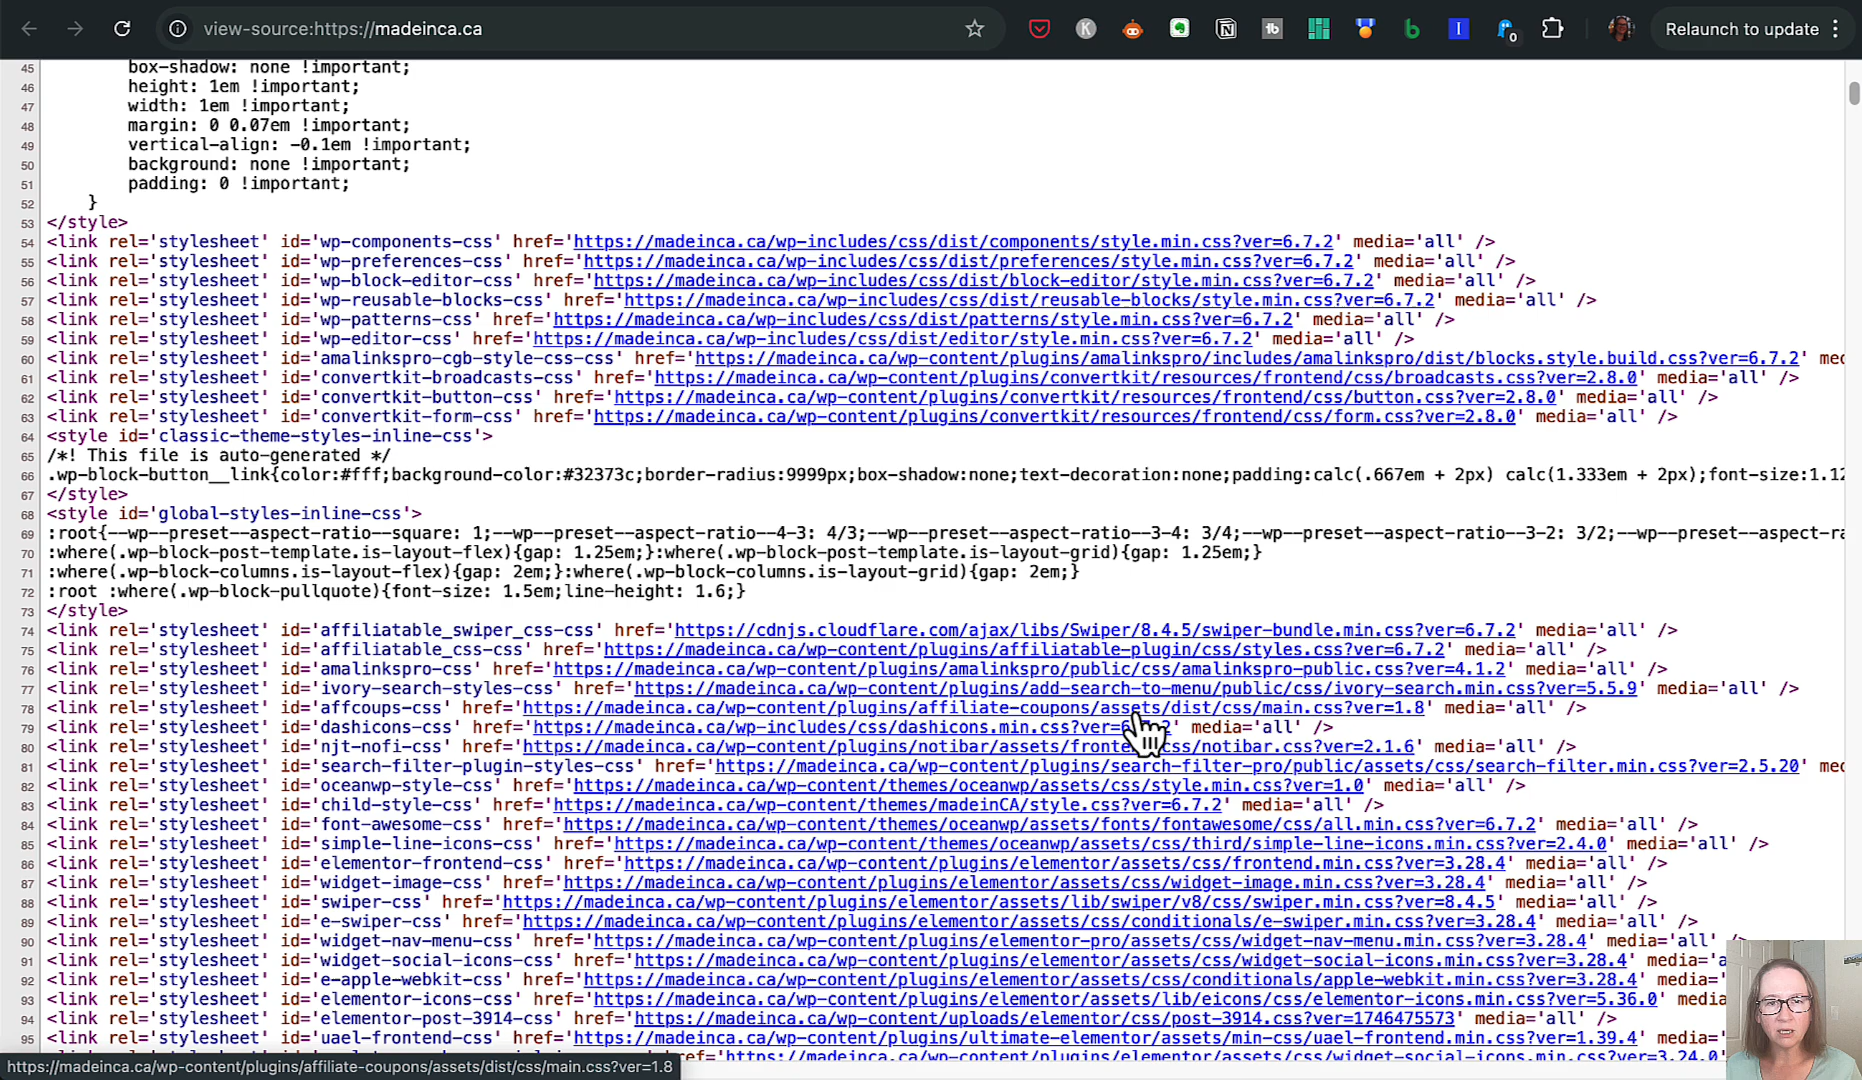 view-source:https://madeinca.ca
Relaunch to update
45 box-shadow: none !important;
46 height: 1em !important;
47 width: 1em !important;
48 margin: 0 0.07em !important;
49 vertical-align: -0.1em !important;
50 background: none !important;
51 padding: 0 !important;
52 }
53 </style>
54 <link rel='stylesheet' id='wp-components-css' href='https://madeinca.ca/wp-includes/css/dist/components/style.min.css?ver=6.7.2' media='all' />
55 <link rel='stylesheet' id='wp-preferences-css' href='https://madeinca.ca/wp-includes/css/dist/preferences/style.min.css?ver=6.7.2' media='all' />
56 <link rel='stylesheet' id='wp-block-editor-css' href='https://madeinca.ca/wp-includes/css/dist/block-editor/style.min.css?ver=6.7.2' media='all' />
57 <link rel='stylesheet' id='wp-reusable-blocks-css' href='https://madeinca.ca/wp-includes/css/dist/reusable-blocks/style.min.css?ver=6.7.2' media='all' />
58 <link rel='stylesheet' id='wp-patterns-css' href='https://madeinca.ca/wp-includes/css/dist/patterns/style.min.css?ver=6.7.2' media='all' />
59 <link rel='stylesheet' id='wp-editor-css' href='https://madeinca.ca/wp-includes/css/dist/editor/style.min.css?ver=6.7.2' media='all' />
60 <link rel='stylesheet' id='amalinkspro-cgb-style-css-css' href='https://madeinca.ca/wp-content/plugins/amalinkspro/includes/amalinkspro/dist/blocks.style.build.css?ver=6.7.2' med
61 <link rel='stylesheet' id='convertkit-broadcasts-css' href='https://madeinca.ca/wp-content/plugins/convertkit/resources/frontend/css/broadcasts.css?ver=2.8.0' media='all' />
62 <link rel='stylesheet' id='convertkit-button-css' href='https://madeinca.ca/wp-content/plugins/convertkit/resources/frontend/css/button.css?ver=2.8.0' media='all' />
63 <link rel='stylesheet' id='convertkit-form-css' href='https://madeinca.ca/wp-content/plugins/convertkit/resources/frontend/css/form.css?ver=2.8.0' media='all' />
64 <style id='classic-theme-styles-inline-css'>
65 /*! This file is auto-generated */
66 .wp-block-button__link{color:#fff;background-color:#32373c;border-radius:9999px;box-shadow:none;text-decoration:none;padding:calc(.667em + 2px) calc(1.333em + 2px);font-size:1.12
67 </style>
68 <style id='global-styles-inline-css'>
69 :root{--wp--preset--aspect-ratio--square: 1;--wp--preset--aspect-ratio--4-3: 4/3;--wp--preset--aspect-ratio--3-4: 3/4;--wp--preset--aspect-ratio--3-2: 3/2;--wp--preset--aspect-ra
70 :where(.wp-block-post-template.is-layout-flex){gap: 1.25em;}:where(.wp-block-post-template.is-layout-grid){gap: 1.25em;}
71 :where(.wp-block-columns.is-layout-flex){gap: 2em;}:where(.wp-block-columns.is-layout-grid){gap: 2em;}
72 :root :where(.wp-block-pullquote){font-size: 1.5em;line-height: 1.6;}
73 </style>
74 <link rel='stylesheet' id='affiliatable_swiper_css-css' href='https://cdnjs.cloudflare.com/ajax/libs/Swiper/8.4.5/swiper-bundle.min.css?ver=6.7.2' media='all' />
75 <link rel='stylesheet' id='affiliatable_css-css' href='https://madeinca.ca/wp-content/plugins/affiliatable-plugin/css/styles.css?ver=6.7.2' media='all' />
76 <link rel='stylesheet' id='amalinkspro-css' href='https://madeinca.ca/wp-content/plugins/amalinkspro/public/css/amalinkspro-public.css?ver=4.1.2' media='all' />
77 <link rel='stylesheet' id='ivory-search-styles-css' href='https://madeinca.ca/wp-content/plugins/add-search-to-menu/public/css/ivory-search.min.css?ver=5.5.9' media='all' />
78 <link rel='stylesheet' id='affcoups-css' href='https://madeinca.ca/wp-content/plugins/affiliate-coupons/assets/dist/css/main.css?ver=1.8' media='all' />
79 <link rel='stylesheet' id='dashicons-css' href='https://madeinca.ca/wp-includes/css/dashicons.min.css?ver=6 2' media='all' />
80 <link rel='stylesheet' id='njt-nofi-css' href='https://madeinca.ca/wp-content/plugins/notibar/assets/fronte css/notibar.css?ver=2.1.6' media='all' />
81 <link rel='stylesheet' id='search-filter-plugin-styles-css' href='https://madeinca.ca/wp-content/plugins/search-filter-pro/public/assets/css/search-filter.min.css?ver=2.5.20' med
82 <link rel='stylesheet' id='oceanwp-style-css' href='https://madeinca.ca/wp-content/themes/oceanwp/assets/css/style.min.css?ver=1.0' media='all' />
83 <link rel='stylesheet' id='child-style-css' href='https://madeinca.ca/wp-content/themes/madeinCA/style.css?ver=6.7.2' media='all' />
84 <link rel='stylesheet' id='font-awesome-css' href='https://madeinca.ca/wp-content/themes/oceanwp/assets/fonts/fontawesome/css/all.min.css?ver=6.7.2' media='all' />
85 <link rel='stylesheet' id='simple-line-icons-css' href='https://madeinca.ca/wp-content/themes/oceanwp/assets/css/third/simple-line-icons.min.css?ver=2.4.0' media='all' />
86 <link rel='stylesheet' id='elementor-frontend-css' href='https://madeinca.ca/wp-content/plugins/elementor/assets/css/frontend.min.css?ver=3.28.4' media='all' />
87 <link rel='stylesheet' id='widget-image-css' href='https://madeinca.ca/wp-content/plugins/elementor/assets/css/widget-image.min.css?ver=3.28.4' media='all' />
88 <link rel='stylesheet' id='swiper-css' href='https://madeinca.ca/wp-content/plugins/elementor/assets/lib/swiper/v8/css/swiper.min.css?ver=8.4.5' media='all' />
89 <link rel='stylesheet' id='e-swiper-css' href='https://madeinca.ca/wp-content/plugins/elementor/assets/css/conditionals/e-swiper.min.css?ver=3.28.4' media='all' />
90 <link rel='stylesheet' id='widget-nav-menu-css' href='https://madeinca.ca/wp-content/plugins/elementor-pro/assets/css/widget-nav-menu.min.css?ver=3.28.4' media='all'
91 <link rel='stylesheet' id='widget-social-icons-css' href='https://madeinca.ca/wp-content/plugins/elementor/assets/css/widget-social-icons.min.css?ver=3.28.4' media='a
92 <link rel='stylesheet' id='e-apple-webkit-css' href='https://madeinca.ca/wp-content/plugins/elementor/assets/css/conditionals/apple-webkit.min.css?ver=3.28.4' media='
93 <link rel='stylesheet' id='elementor-icons-css' href='https://madeinca.ca/wp-content/plugins/elementor/assets/lib/eicons/css/elementor-icons.min.css?ver=5.36.0' media
94 <link rel='stylesheet' id='elementor-post-3914-css' href='https://madeinca.ca/wp-content/uploads/elementor/css/post-3914.css?ver=1746475573' media='all' />
95 <link rel='stylesheet' id='uael-frontend-css' href='https://madeinca.ca/wp-content/plugins/ultimate-elementor/assets/min-css/uael-frontend.min.css?ver=1.39.4' media='
href='https://madeinca.ca/wp-content/plugins/elementor/assets/css/widget-social-icons.min.css?ver=3.24.0'
https://madeinca.ca/wp-content/plugins/affiliate-coupons/assets/dist/css/main.css?ver=1.8